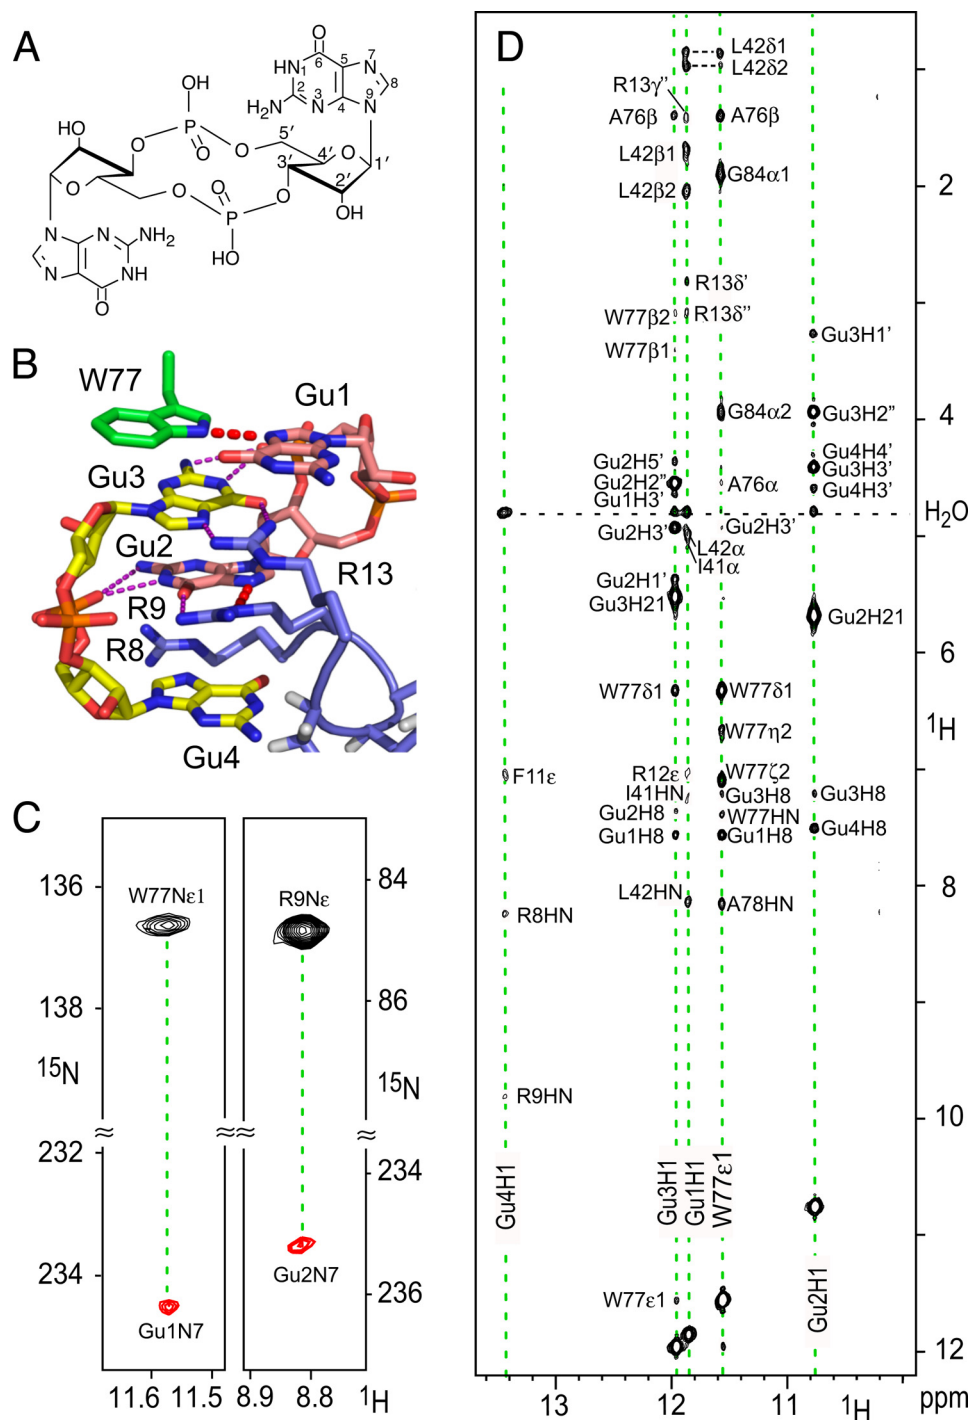 A
OH
HO
P
O
O
O
O
P
O
O
HO
OH
O
6
HN1
5
N7
2
3
4
9
8
H2N
N
N
5'
4'
3'
2'
1'
O
O
N
N
NH2
N
N
NH
O
B
W77
Gu1
Gu3
Gu2
R13
R9
R8
Gu4
C
136
138
15N
232
234
W77Nε1
Gu1N7
11.6
11.5
R9Nε
Gu2N7
8.9
8.8
1H
84
86
15N
234
236
D
L42δ1
L42δ2
R13γ''
A76β
A76β
L42β1
G84α1
L42β2
2
R13δ'
W77β2
R13δ''
W77β1
Gu3H1'
G84α2
Gu3H2''
4
Gu4H4'
Gu2H5'
Gu3H3'
Gu2H2''
A76α
Gu4H3'
Gu1H3'
H2O
Gu2H3'
Gu2H3'
L42α
I41α
Gu2H1'
Gu3H21
Gu2H21
6
W77δ1
W77δ1
W77η2
1H
F11ε
R12ε
W77ζ2
I41HN
Gu3H8
Gu3H8
Gu2H8
W77HN
Gu1H8
Gu1H8
Gu4H8
L42HN
A78HN
8
R8HN
R9HN
10
Gu4H1
Gu3H1
Gu1H1
W77ε1
Gu2H1
W77ε1
12
13
12
11
1H
ppm